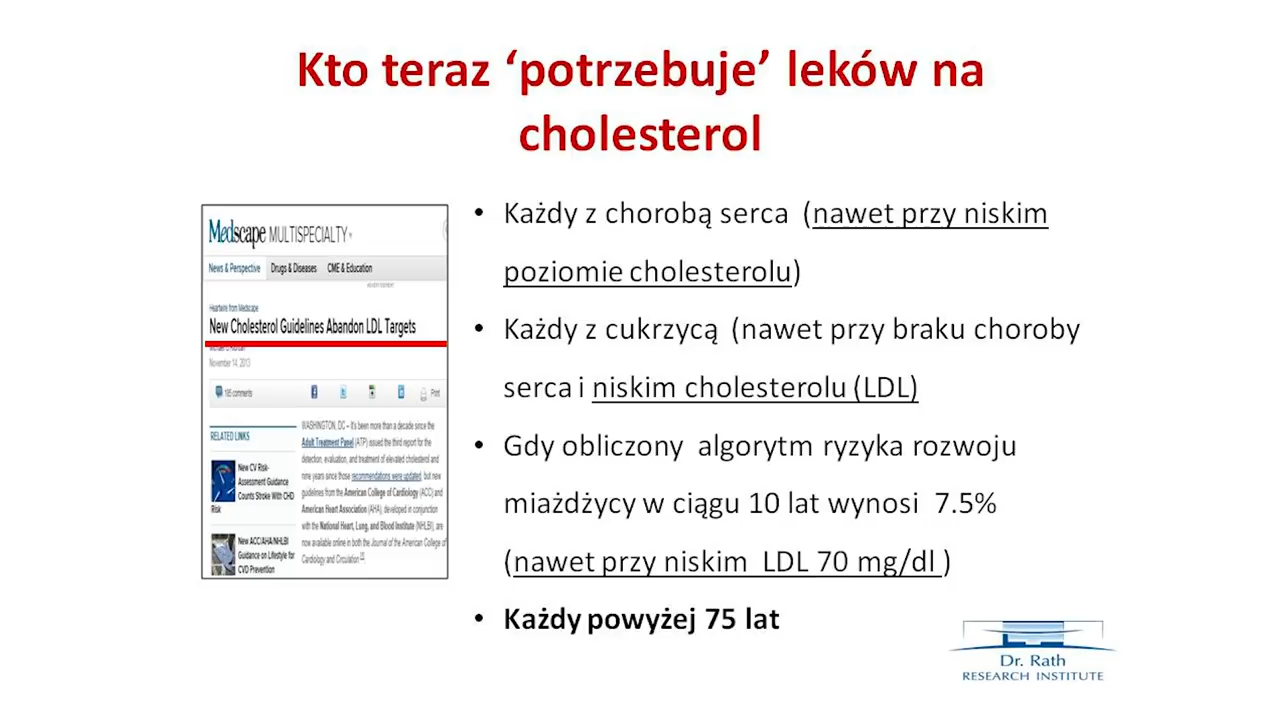 Kto teraz ‘potrzebuje’ leków na
cholesterol
Medscape MULTISPECIALTY
News & Perspective Drugs & Diseases CME & Education
ADVERTISEMENT
Heartwire from Medscape
New Cholesterol Guidelines Abandon LDL Targets
November 14, 2013
195 comments
Print
RELATED LINKS
New CV Risk-
Assessment Guidance
Counts Stroke With CHD
Risk
New ACC/AHA/NHLBI
Guidance on Lifestyle for
CVD Prevention
WASHINGTON, DC – It's been more than a decade since the
Adult Treatment Panel (ATP) issued the third report for the
detection, evaluation, and treatment of elevated cholesterol and
nine years since those recommendations were updated, but new
guidelines from the American College of Cardiology (ACC) and
American Heart Association (AHA), developed in conjunction
with the National Heart, Lung, and Blood Institute (NHLBI), are
now available online in both the Journal of the American College of
Cardiology and Circulation
• Każdy z chorobą serca (nawet przy niskim
poziomie cholesterolu)
• Każdy z cukrzycą (nawet przy braku choroby
serca i niskim cholesterolu (LDL)
• Gdy obliczony algorytm ryzyka rozwoju
miażdżycy w ciągu 10 lat wynosi 7.5%
(nawet przy niskim LDL 70 mg/dl )
• Każdy powyżej 75 lat
Dr. Rath
RESEARCH INSTITUTE